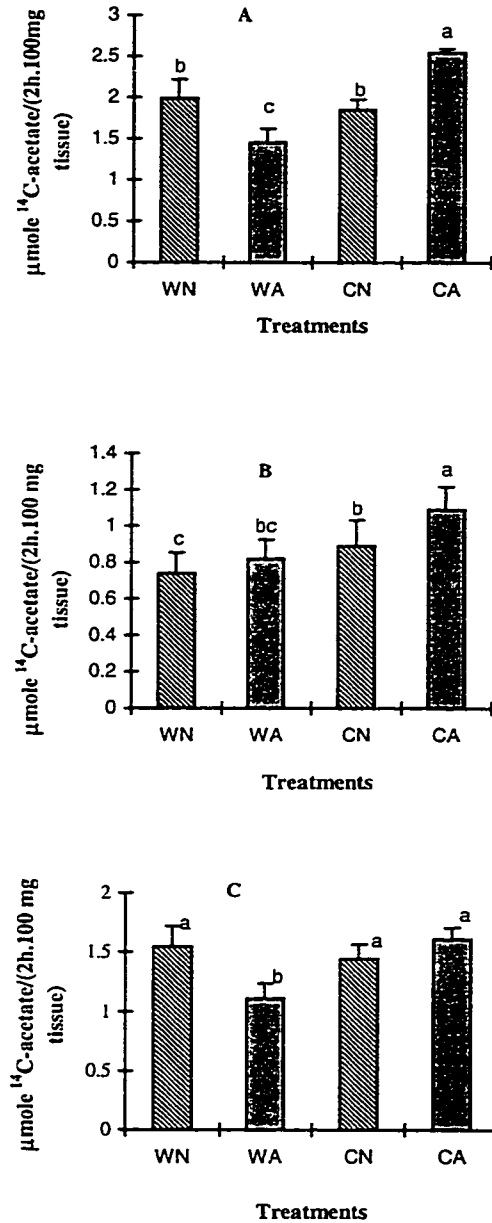 A
μmole ¹⁴C-acetate/(2h.100mg
tissue)
3
2.5
2
1.5
1
0.5
0
b
c
b
a
WN WA CN CA
Treatments
B
μmole ¹⁴C-acetate/(2h.100 mg
tissue)
1.4
1.2
1
0.8
0.6
0.4
0.2
0
c
bc
b
a
WN WA CN CA
Treatments
C
μmole ¹⁴C-acetate/(2h.100 mg
tissue)
2
1.5
1
0.5
0
a
b
a
a
WN WA CN CA
Treatments